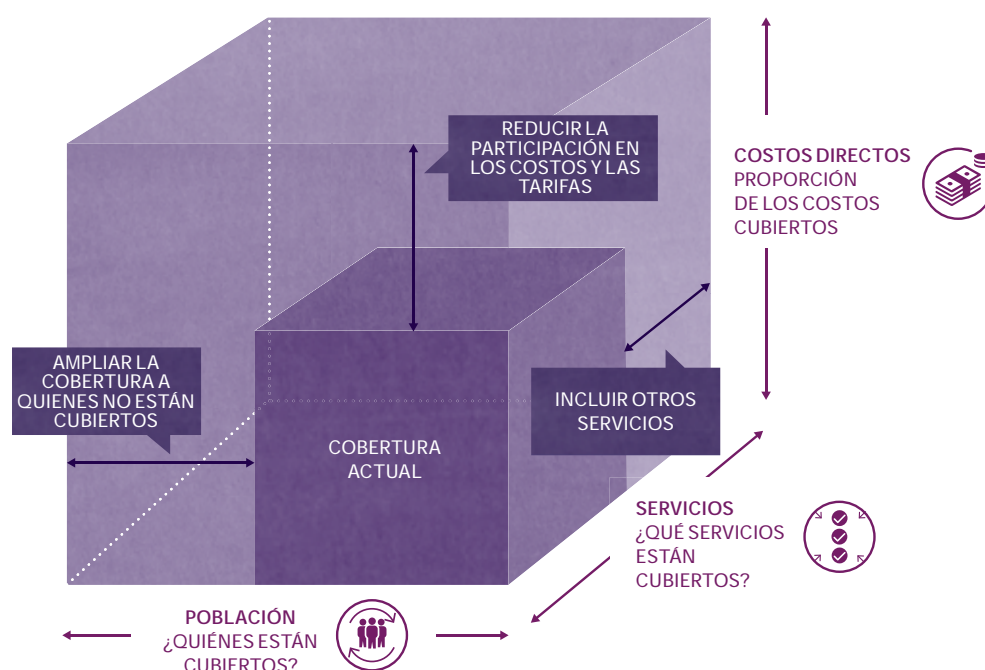 REDUCIR LA
PARTICIPACIÓN EN
LOS COSTOS Y LAS
TARIFAS
COSTOS DIRECTOS
PROPORCIÓN
DE LOS COSTOS
CUBIERTOS
AMPLIAR LA
COBERTURA A
QUIENES NO ESTÁN
CUBIERTOS
INCLUIR OTROS
SERVICIOS
COBERTURA
ACTUAL
SERVICIOS
¿QUÉ SERVICIOS
ESTÁN
CUBIERTOS?
POBLACIÓN
¿QUIÉNES ESTÁN
CUBIERTOS?